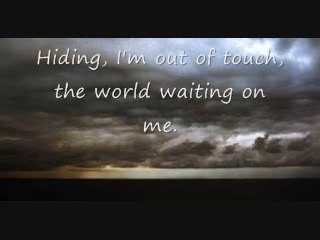 Hiding, I'm out of touch,
the world waiting on
me.